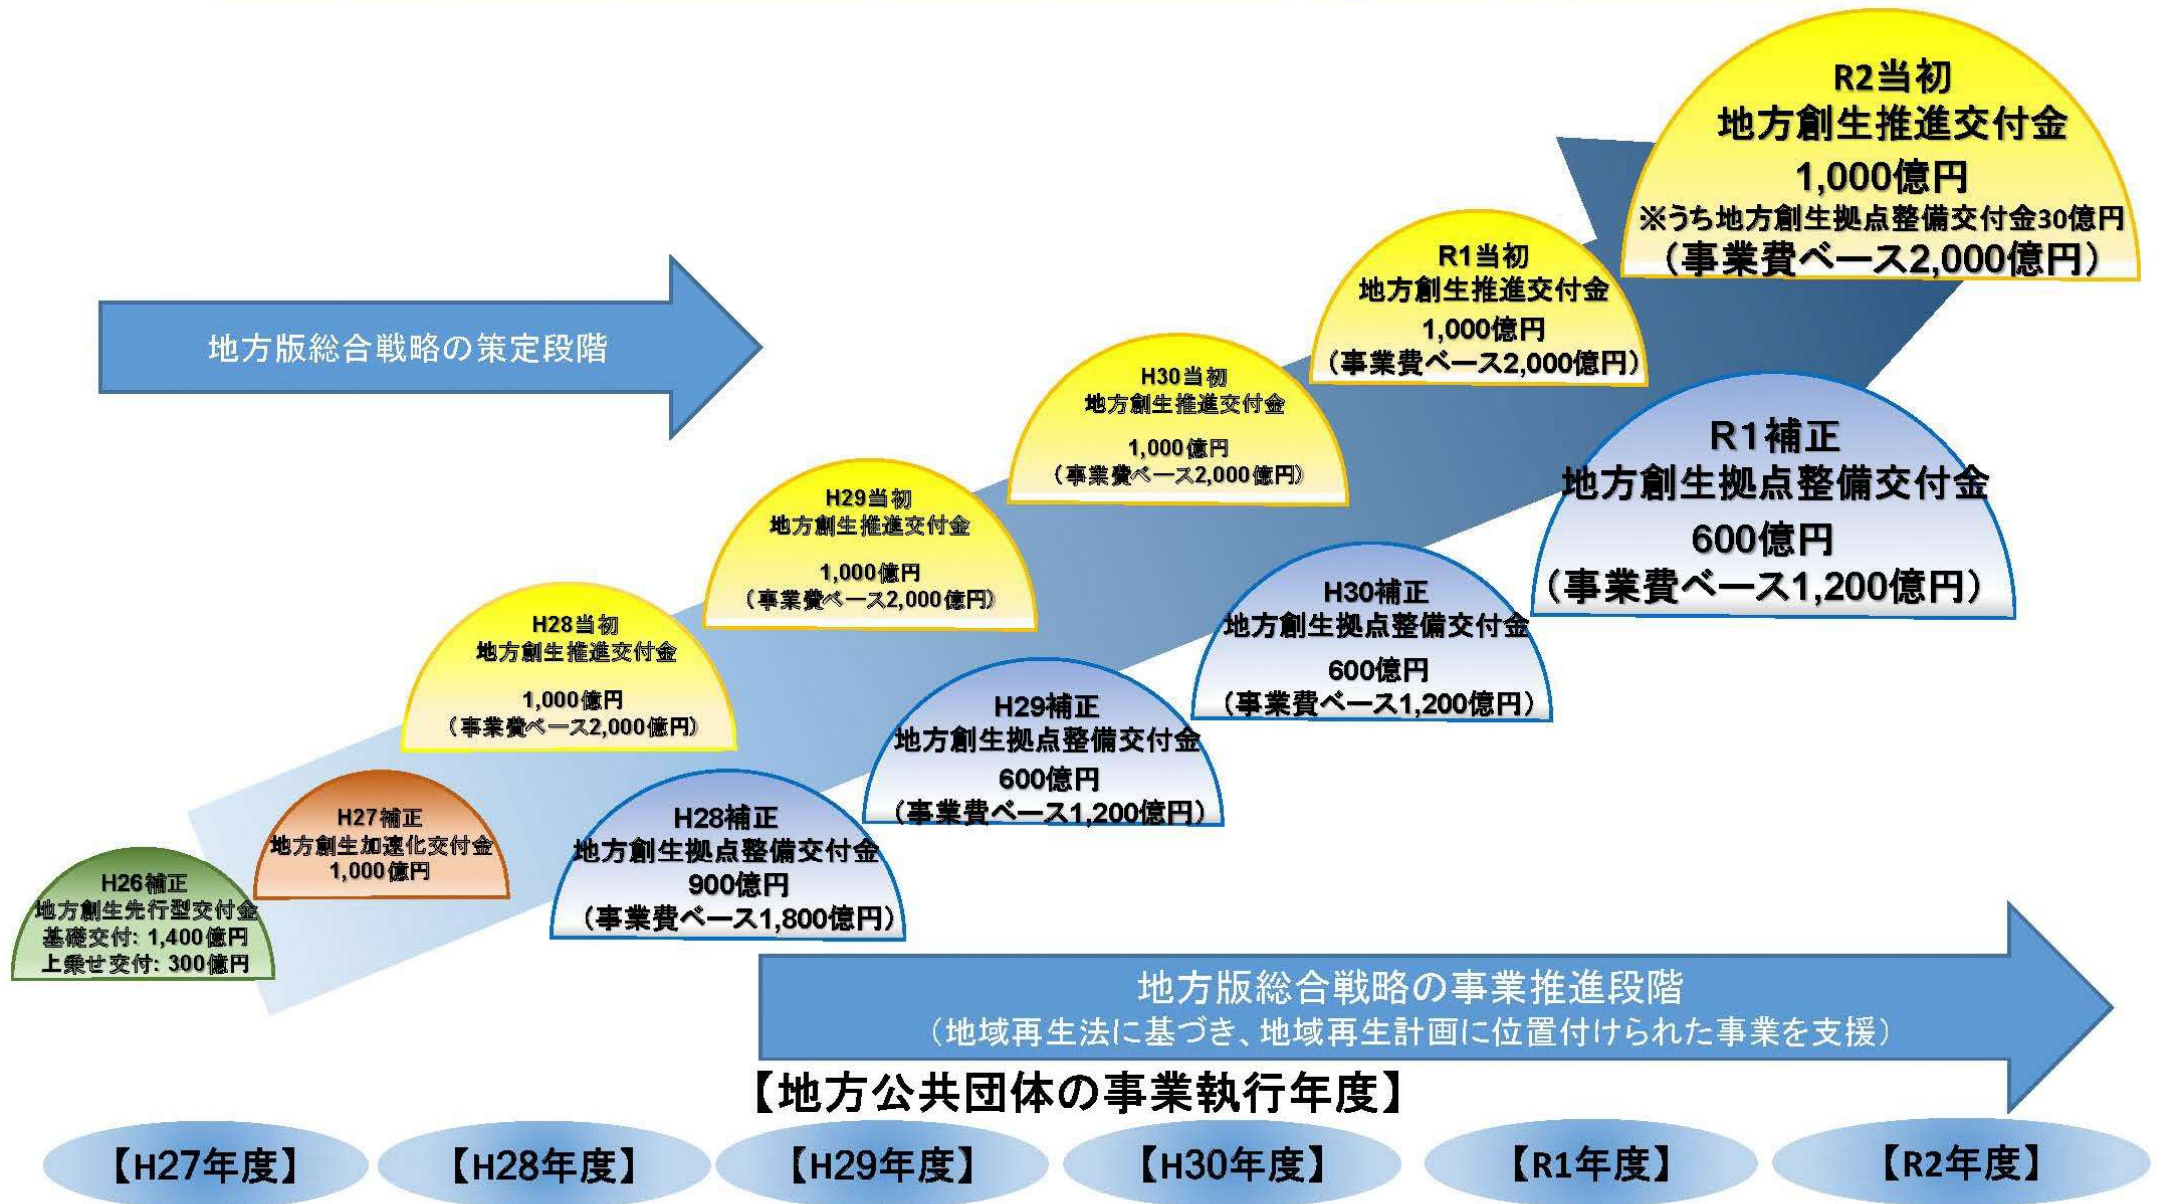 R2当初
地方創生推進交付金
1,000億円
※うち地方創生拠点整備交付金30億円
(事業費ベース2,000億円)
R1当初
地方創生推進交付金
1,000億円
(事業費ベース2,000億円)
地方版総合戦略の策定段階
H30当初
地方創生推進交付金
1,000億円
(事業費ベース2,000億円)
R1補正
地方創生拠点整備交付金
600億円
(事業費ベース1,200億円)
H29当初
地方創生推進交付金
1,000億円
(事業費ベース2,000億円)
H30補正
地方創生拠点整備交付金
600億円
(事業費ベース1,200億円)
H28当初
地方創生推進交付金
1,000億円
(事業費ベース2,000億円)
H29補正
地方創生拠点整備交付金
600億円
(事業費ベース1,200億円)
H27補正
地方創生加速化交付金
1,000億円
H28補正
地方創生拠点整備交付金
900億円
(事業費ベース1,800億円)
H26補正
地方創生先行型交付金
基礎交付: 1,400億円
上乗せ交付: 300億円
地方版総合戦略の事業推進段階
(地域再生法に基づき、地域再生計画に位置付けられた事業を支援)
【地方公共団体の事業執行年度】
【H27年度】
【H28年度】
【H29年度】
【H30年度】
【R1年度】
【R2年度】